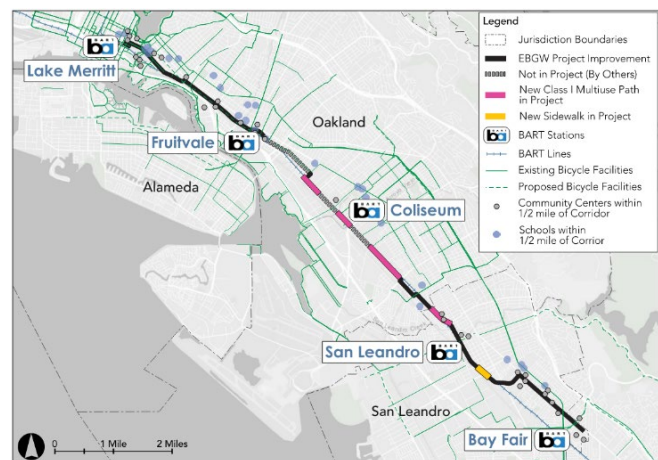 Lake Merritt
Fruitvale
Oakland
Alameda
Coliseum
San Leandro
San Leandro
Bay Fair
0 1 Mile 2 Miles
Legend
Jurisdiction Boundaries
EBGW Project Improvement
Not in Project (By Others)
New Class I Multiuse Path
in Project
New Sidewalk in Project
BART Stations
BART Lines
Existing Bicycle Facilities
Proposed Bicycle Facilities
Community Centers within
1/2 mile of Corridor
Schools within
1/2 mile of Corrior